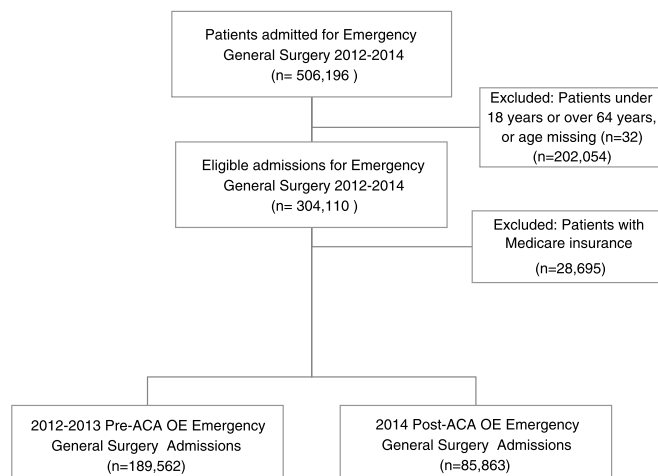 Patients admitted for Emergency
General Surgery 2012-2014
(n= 506,196 )
Excluded: Patients under
18 years or over 64 years,
or age missing (n=32)
(n=202,054)
Eligible admissions for Emergency
General Surgery 2012-2014
(n= 304,110 )
Excluded: Patients with
Medicare insurance
(n=28,695)
2012-2013 Pre-ACA OE Emergency
General Surgery Admissions
(n=189,562)
2014 Post-ACA OE Emergency
General Surgery Admissions
(n=85,863)